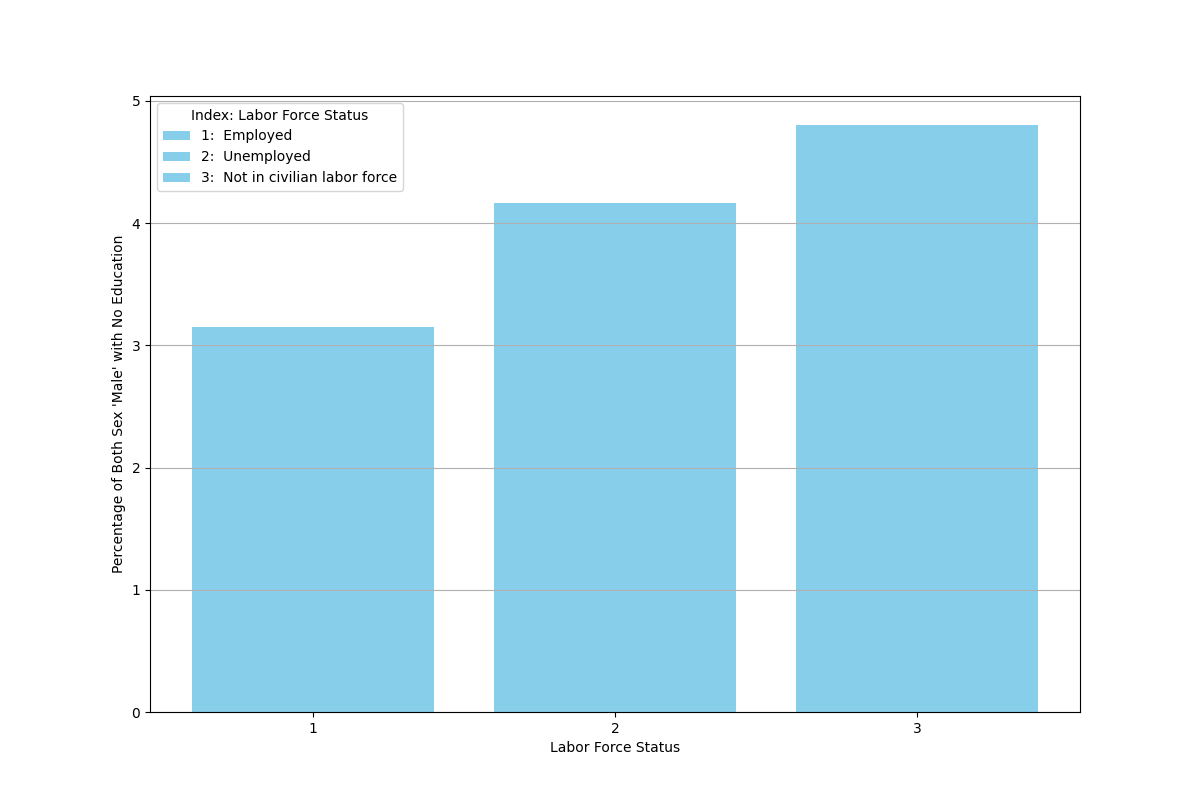 5
4
3
2
1
0
Percentage of Both Sex 'Male' with No Education
Index: Labor Force Status
1:  Employed
2:  Unemployed
3:  Not in civilian labor force
1 2 3
Labor Force Status